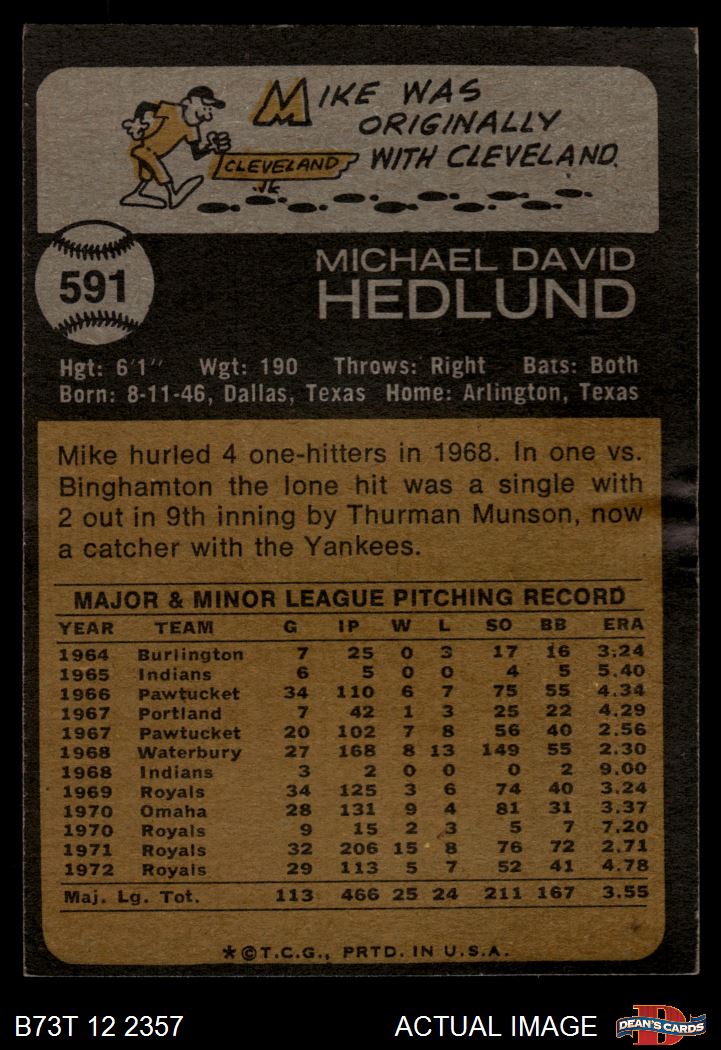 MIKE WAS
ORIGINALLY
WITH CLEVELAND.
CLEVELAND
JK
591
MICHAEL DAVID
HEDLUND
Hgt: 6'1" Wgt: 190 Throws: Right Bats: Both
Born: 8-11-46, Dallas, Texas Home: Arlington, Texas
Mike hurled 4 one-hitters in 1968. In one vs.
Binghamton the lone hit was a single with
2 out in 9th inning by Thurman Munson, now
a catcher with the Yankees.
MAJOR & MINOR LEAGUE PITCHING RECORD
YEAR TEAM G IP W L SO BB ERA
1964 Burlington 7 25 0 3 17 16 3.24
1965 Indians 6 5 0 0 4 5 5.40
1966 Pawtucket 34 110 6 7 75 55 4.34
1967 Portland 7 42 1 3 25 22 4.29
1967 Pawtucket 20 102 7 8 56 40 2.56
1968 Waterbury 27 168 8 13 149 55 2.30
1968 Indians 3 2 0 0 0 2 9.00
1969 Royals 34 125 3 6 74 40 3.24
1970 Omaha 28 131 9 4 81 31 3.37
1970 Royals 9 15 2 3 5 7 7.20
1971 Royals 32 206 15 8 76 72 2.71
1972 Royals 29 113 5 7 52 41 4.78
Maj. Lg. Tot. 113 466 25 24 211 167 3.55
*©T.C.G., PRTD. IN U.S.A.
B73T 12 2357 ACTUAL IMAGE
D
DEAN'S CARDS